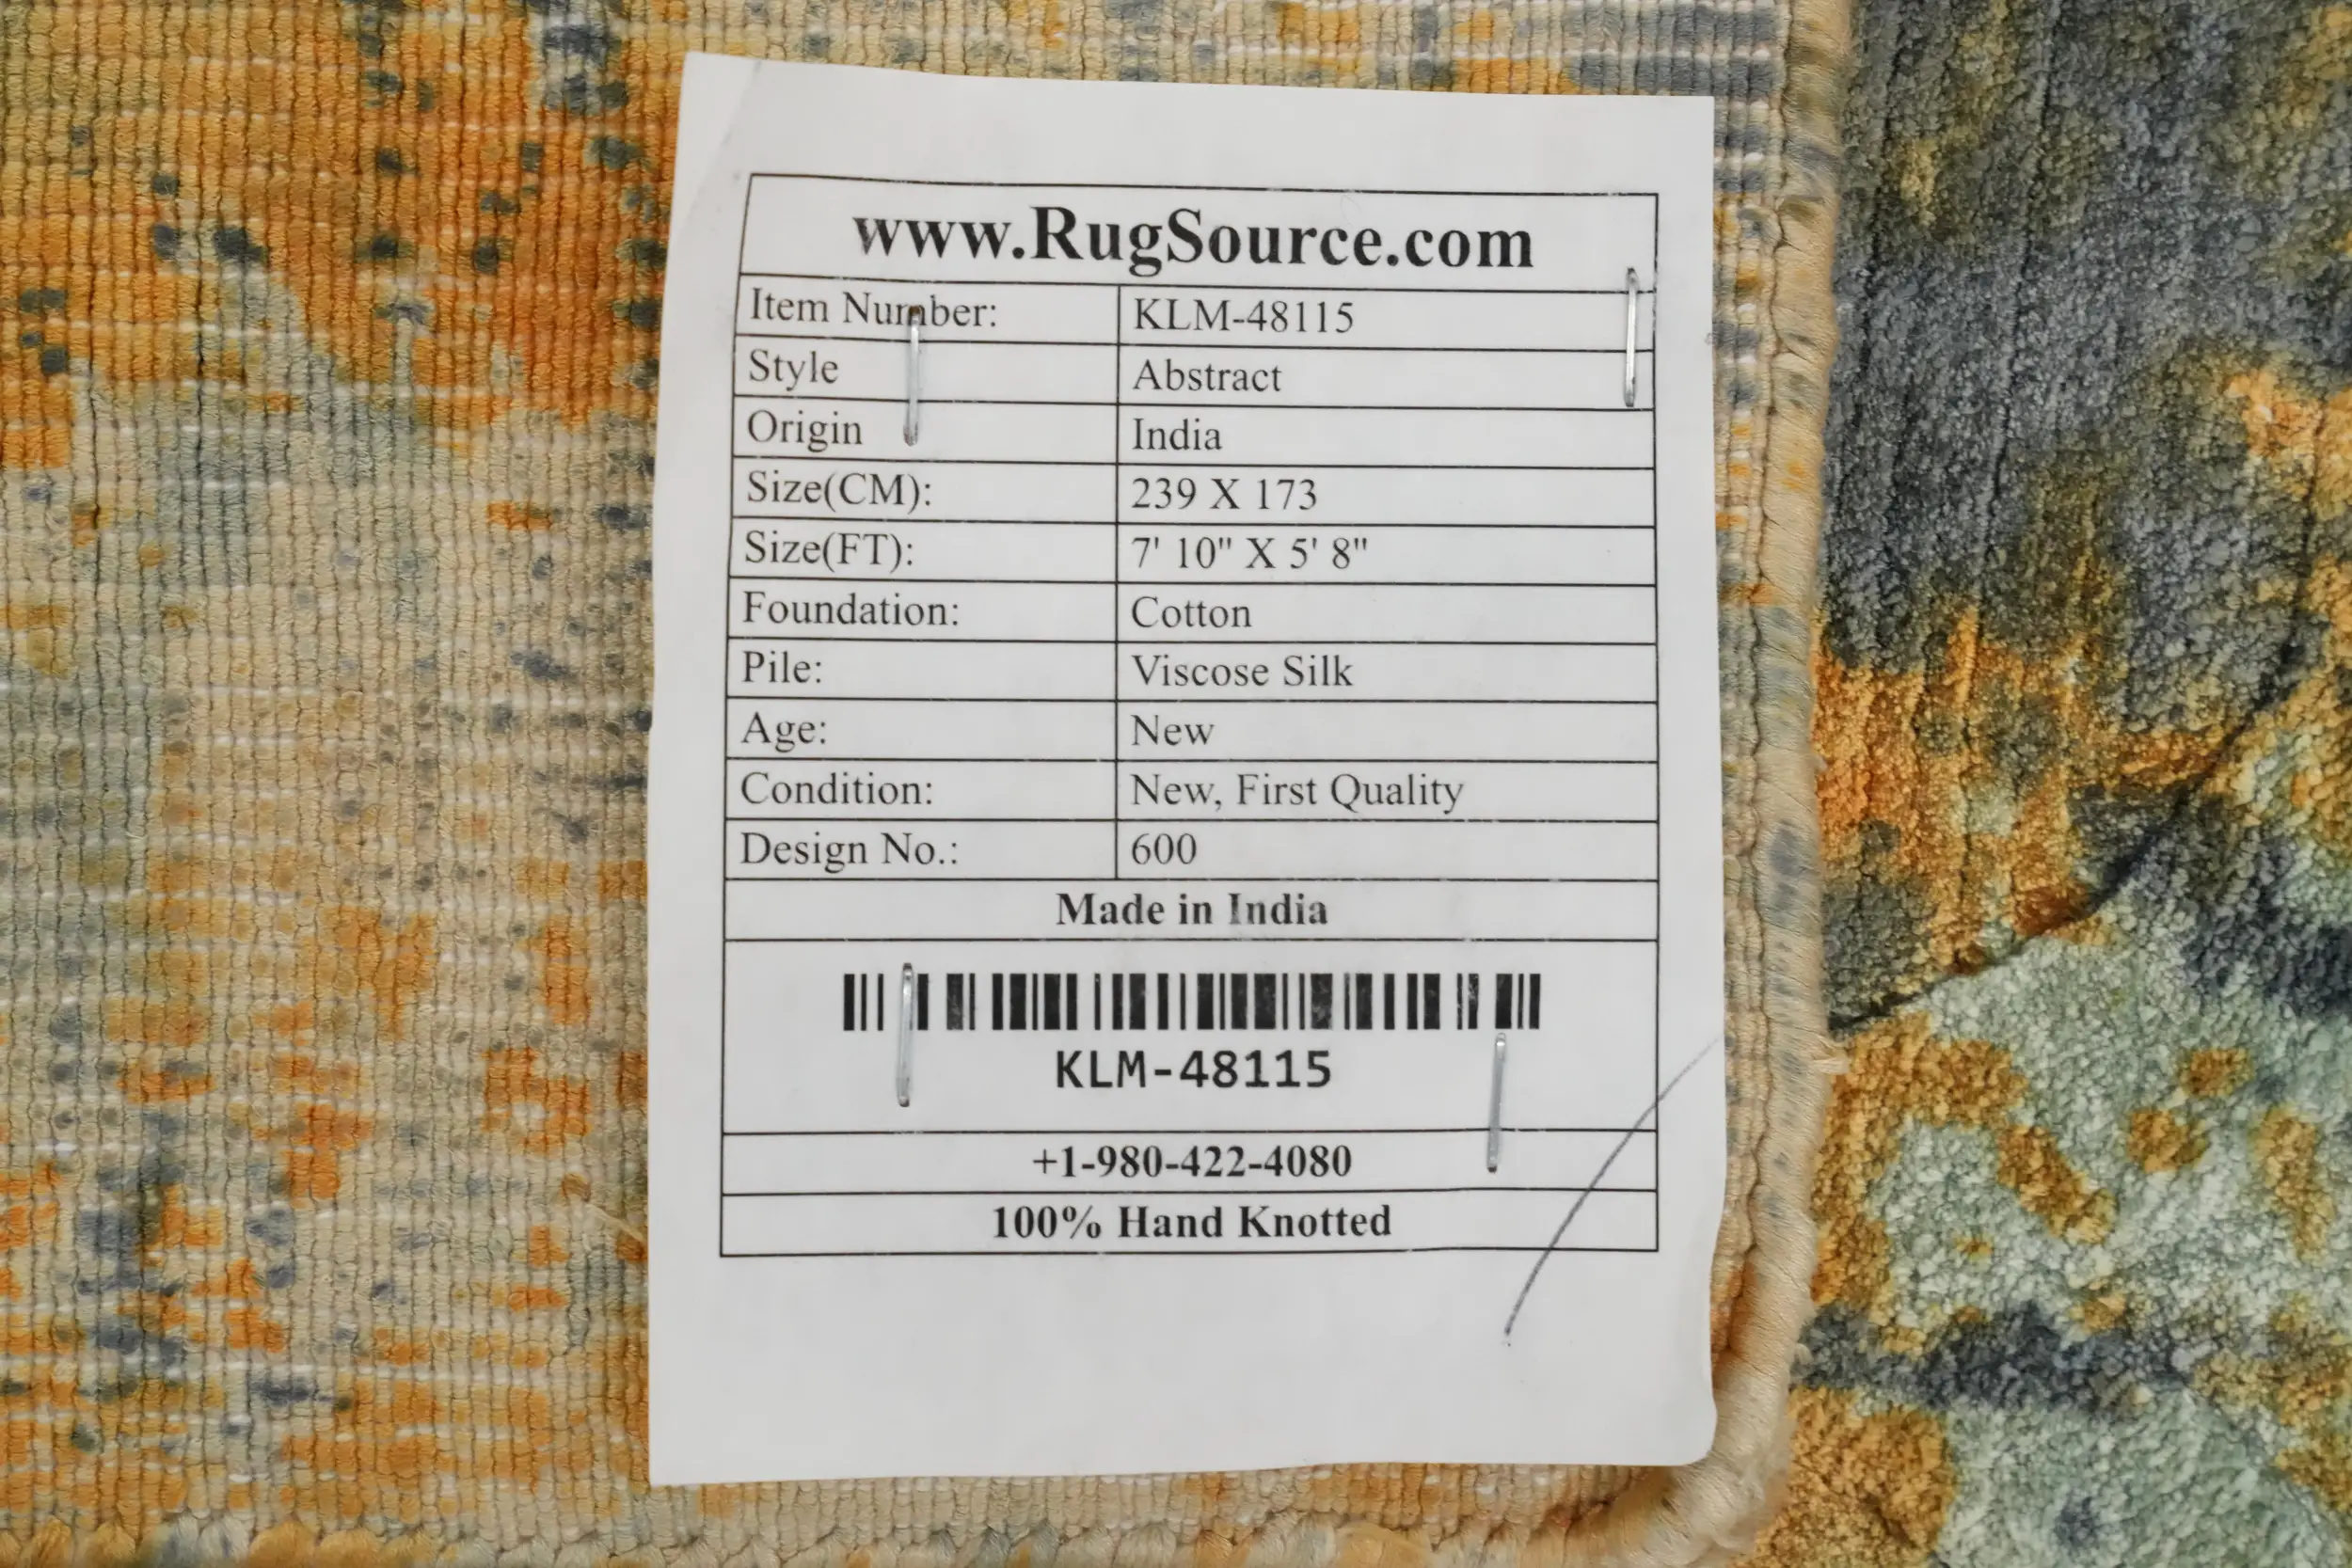 www.RugSource.com
Item Number: KLM-48115
Style Abstract
Origin India
Size(CM): 239 X 173
Size(FT): 7' 10" X 5' 8"
Foundation: Cotton
Pile: Viscose Silk
Age: New
Condition: New, First Quality
Design No.: 600
Made in India
KLM-48115
+1-980-422-4080
100% Hand Knotted